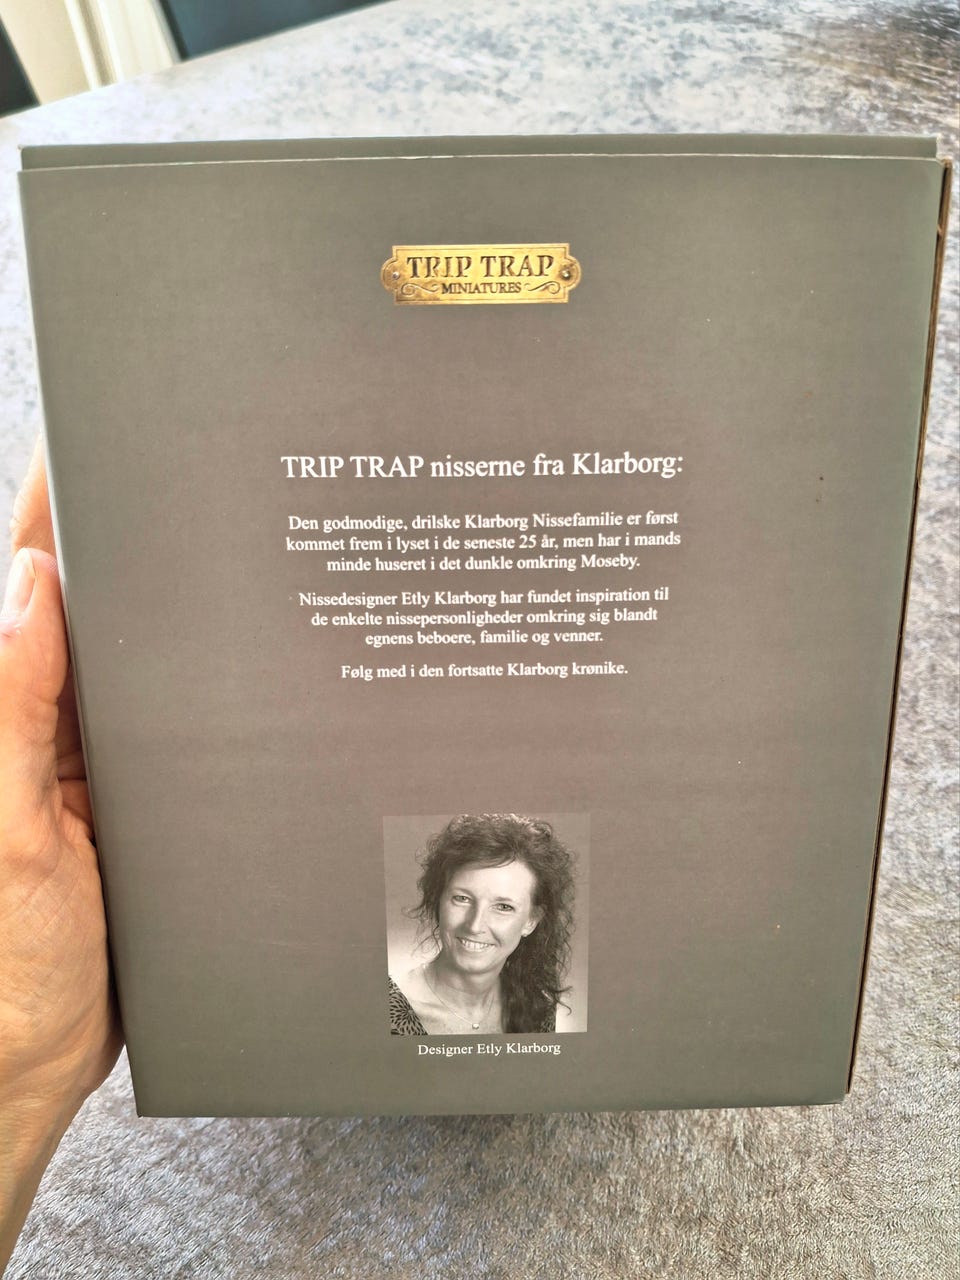 TRIP TRAP
MINIATURES
TRIP TRAP nisserne fra Klarborg:
Den godmodige, drilske Klarborg Nissefamilie er først
kommet frem i lyset i de seneste 25 år, men har i mands
minde huseret i det dunkle omkring Moseby.
Nissedesigner Etly Klarborg har fundet inspiration til
de enkelte nissepersonligheder omkring sig blandt
egnens beboere, familie og venner.
Følg med i den fortsatte Klarborg krønike.
Designer Etly Klarborg